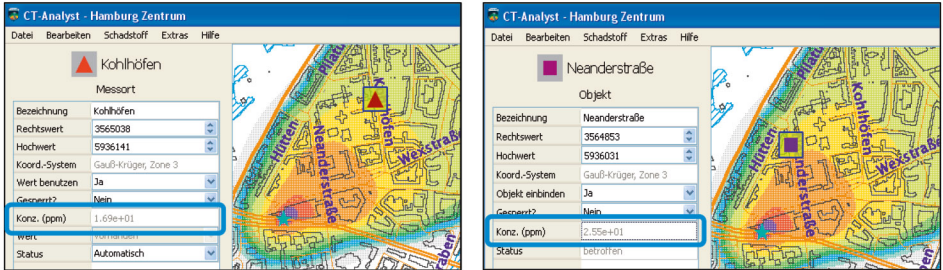 CT-Analyst - Hamburg Zentrum
Datei Bearbeiten Schadstoff Extras Hilfe
Kohlhöfen
Messort
Bezeichnung Kohlhöfen
Rechtswert 3565038
Hochwert 5936141
Koord.-System Gauß-Krüger, Zone 3
Wert benutzen Ja
Gesperrt? Nein
Konz. (ppm) 1.69e+01
Wert vorhanden
Status Automatisch
Pilatu
Kohlhöfen
Hütten
Neanderstraße
Wexstraße
CT-Analyst - Hamburg Zentrum
Datei Bearbeiten Schadstoff Extras Hilfe
Neanderstraße
Objekt
Bezeichnung Neanderstraße
Rechtswert 3564853
Hochwert 5936031
Koord.-System Gauß-Krüger, Zone 3
Objekt einbinden Ja
Gesperrt? Nein
Konz. (ppm) 2.55e+01
Status betroffen
Pilatu
Kohlhöfen
Hütten
Neanderstraße
Wexstraße